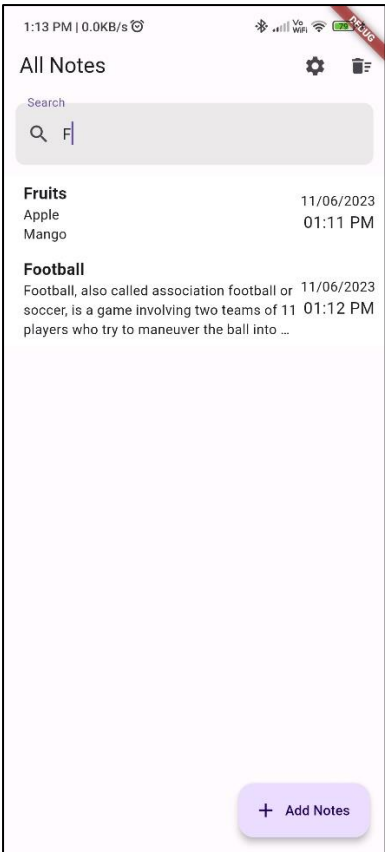 1:13 PM | 0.0KB/s
Vo WiFi
79
DEBUG
All Notes
Search
F
Fruits
11/06/2023
Apple
01:11 PM
Mango
Football
Football, also called association football or
11/06/2023
soccer, is a game involving two teams of 11
01:12 PM
players who try to maneuver the ball into ...
+ Add Notes